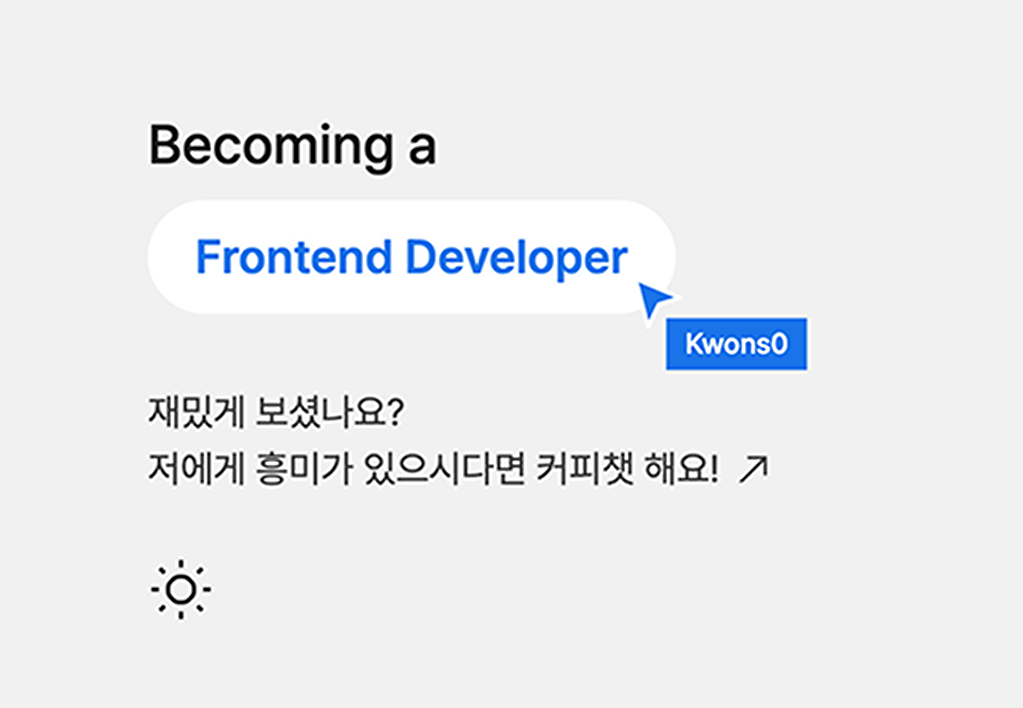 Becoming a
Frontend Developer
Kwons0
재밌게 보셨나요?
저에게 흥미가 있으시다면 커피챗 해요! ↗